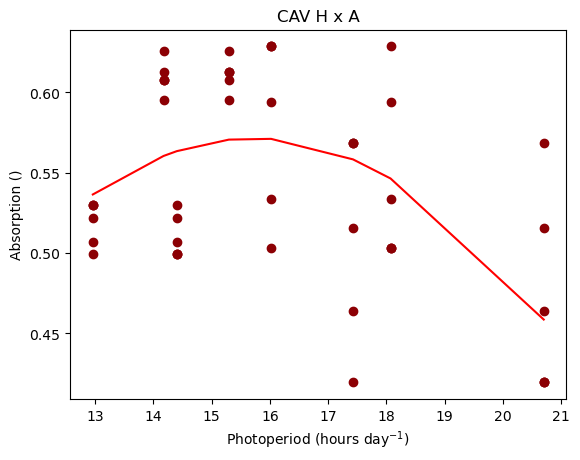 CAV H x A
0.60
0.55
0.50
0.45
Absorption ()
13 14 15 16 17 18 19 20 21
Photoperiod (hours day⁻¹)